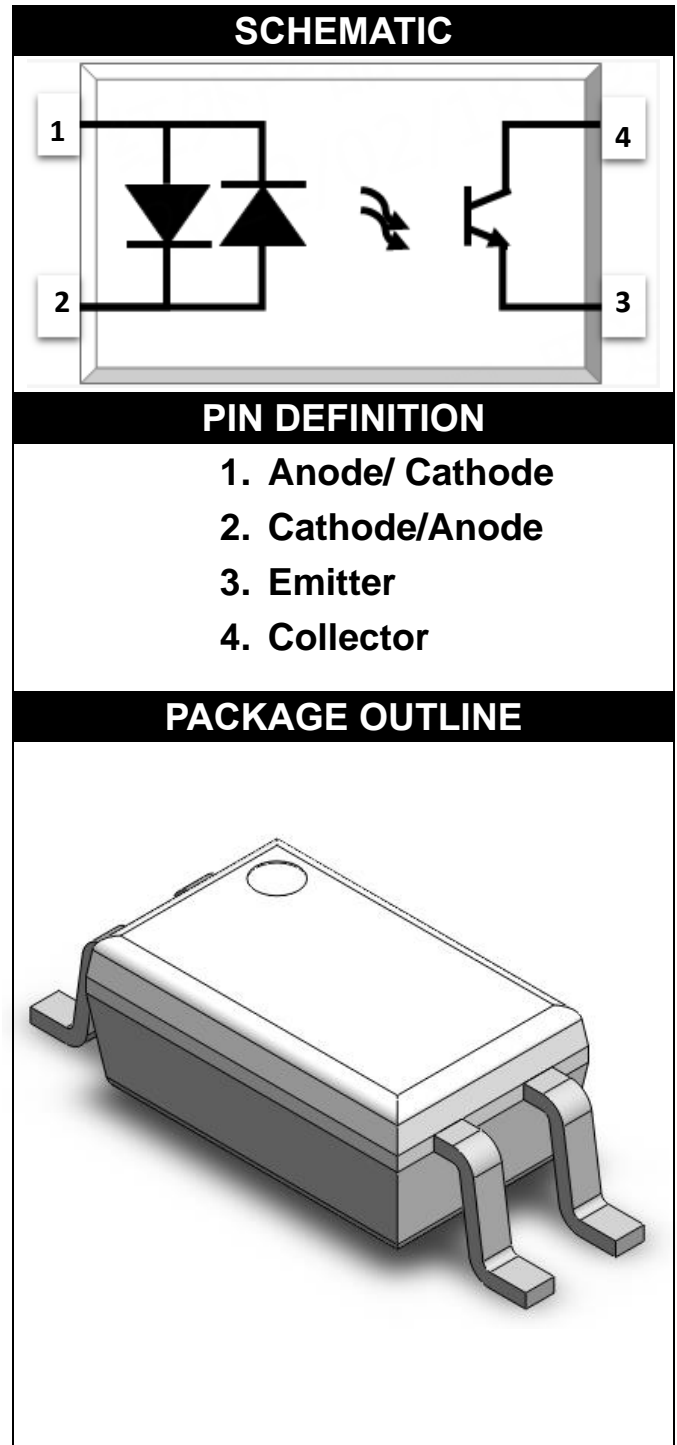 SCHEMATIC
1
4
2
3
PIN DEFINITION
1. Anode/ Cathode
2. Cathode/Anode
3. Emitter
4. Collector
PACKAGE OUTLINE